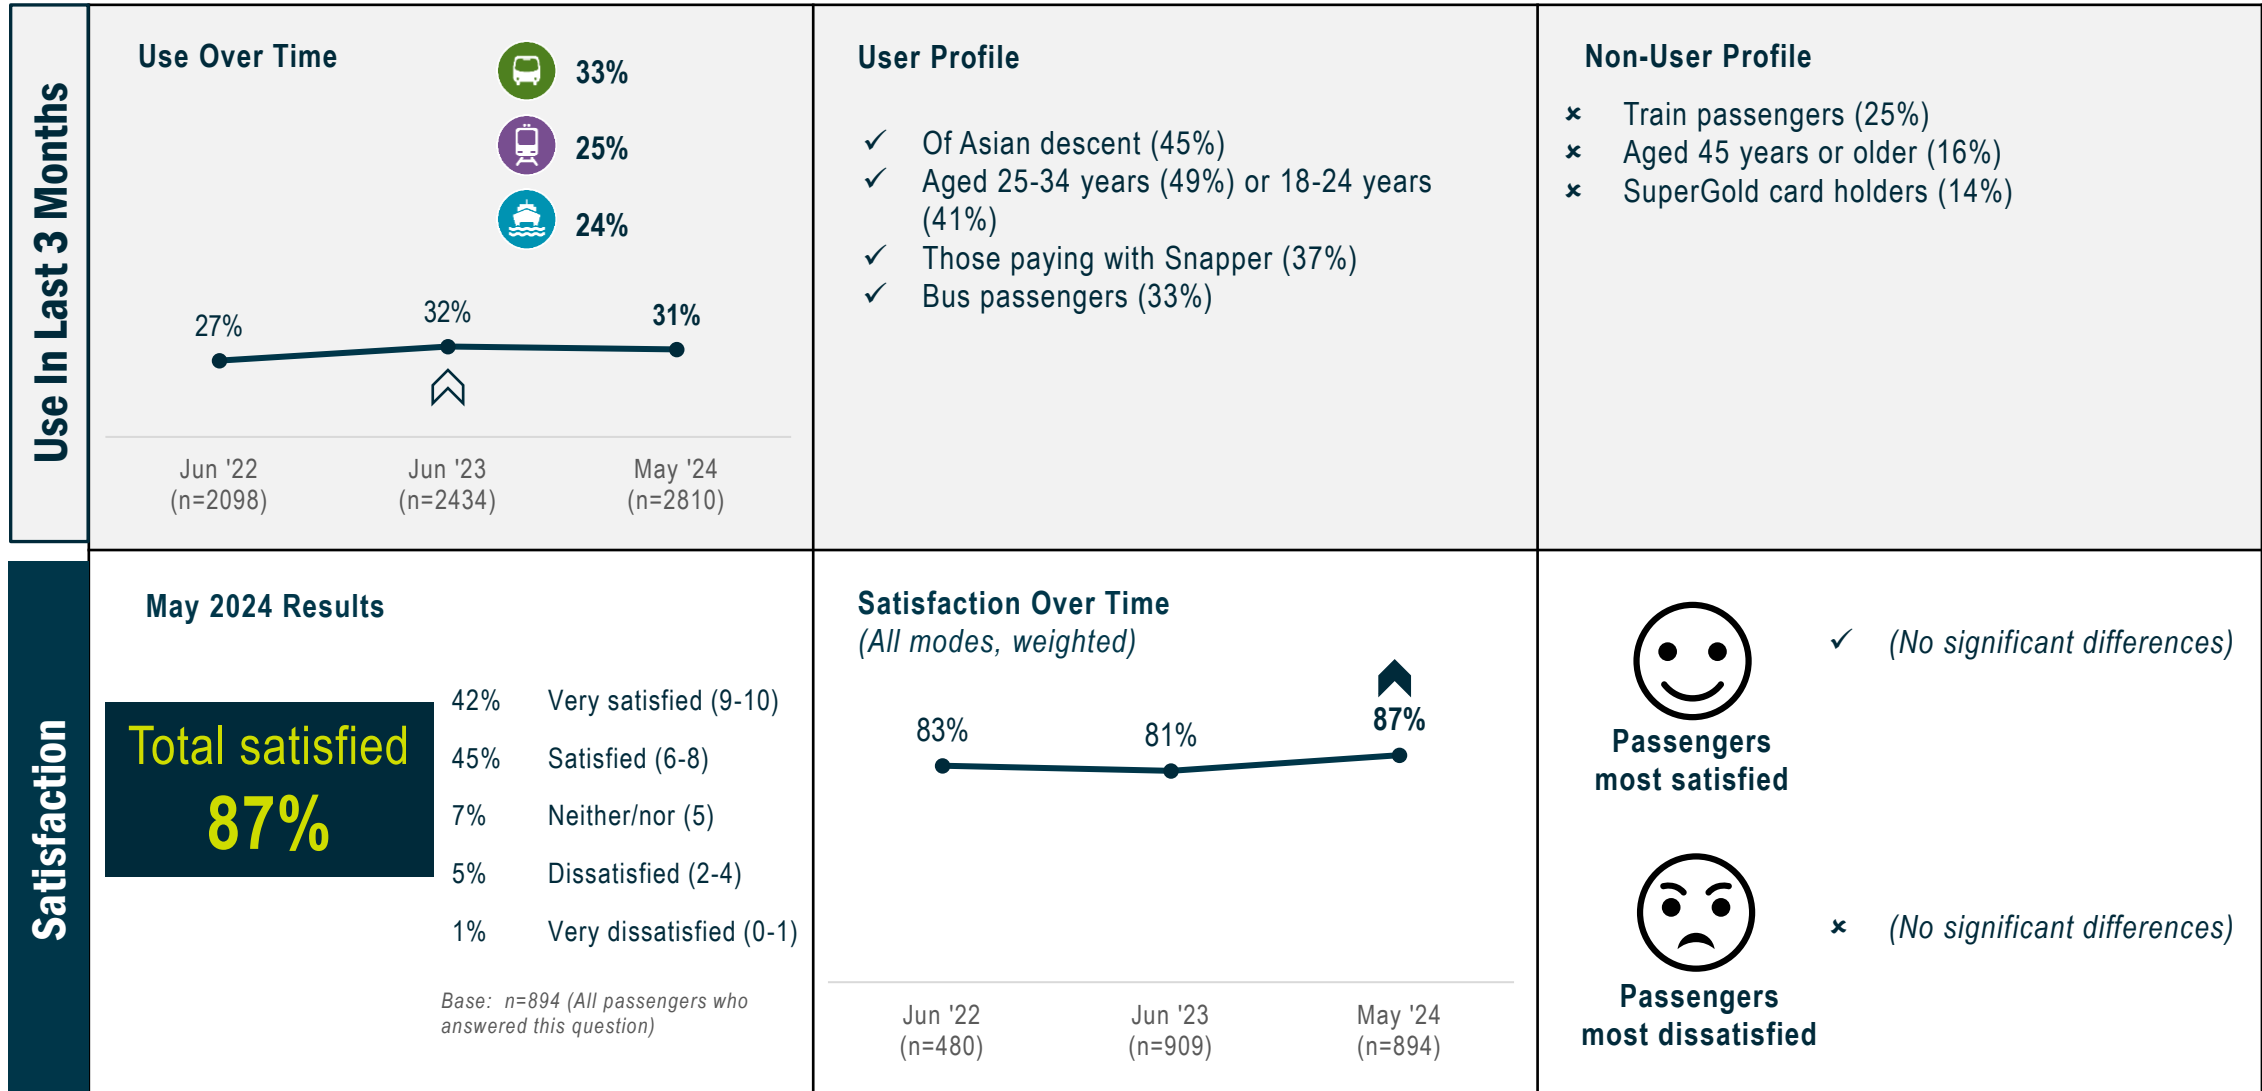 Use In Last 3 Months
Use Over Time
33%
25%
24%
27%
32%
31%
Jun '22
(n=2098)
Jun '23
(n=2434)
May '24
(n=2810)
User Profile
✓ Of Asian descent (45%)
✓ Aged 25-34 years (49%) or 18-24 years
(41%)
✓ Those paying with Snapper (37%)
✓ Bus passengers (33%)
Non-User Profile
× Train passengers (25%)
× Aged 45 years or older (16%)
× SuperGold card holders (14%)
Satisfaction
May 2024 Results
Total satisfied
87%
42% Very satisfied (9-10)
45% Satisfied (6-8)
7% Neither/nor (5)
5% Dissatisfied (2-4)
1% Very dissatisfied (0-1)
Base: n=894 (All passengers who
answered this question)
Satisfaction Over Time
(All modes, weighted)
83%
81%
87%
Jun '22
(n=480)
Jun '23
(n=909)
May '24
(n=894)
Passengers
most satisfied
✓ (No significant differences)
Passengers
most dissatisfied
× (No significant differences)